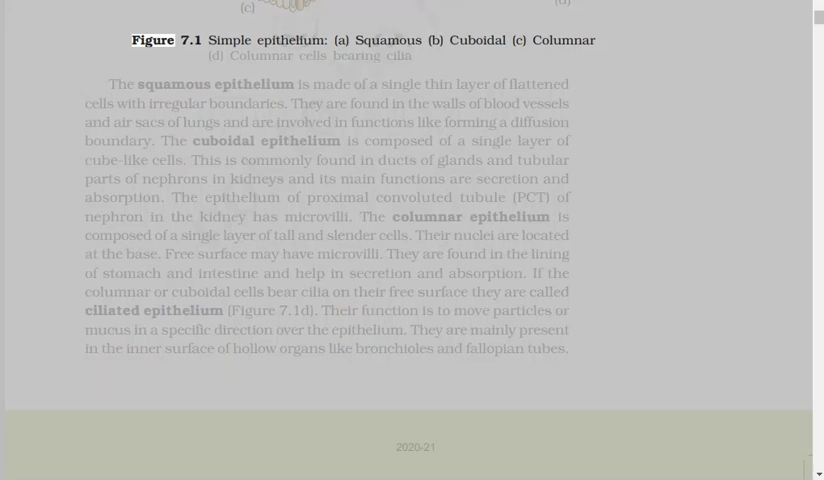 (c)
(d)
Figure 7.1 Simple epithelium: (a) Squamous (b) Cuboidal (c) Columnar
(d) Columnar cells bearing cilia
The squamous epithelium is made of a single thin layer of flattened
cells with irregular boundaries. They are found in the walls of blood vessels
and air sacs of lungs and are involved in functions like forming a diffusion
boundary. The cuboidal epithelium is composed of a single layer of
cube-like cells. This is commonly found in ducts of glands and tubular
parts of nephrons in kidneys and its main functions are secretion and
absorption. The epithelium of proximal convoluted tubule (PCT) of
nephron in the kidney has microvilli. The columnar epithelium is
composed of a single layer of tall and slender cells. Their nuclei are located
at the base. Free surface may have microvilli. They are found in the lining
of stomach and intestine and help in secretion and absorption. If the
columnar or cuboidal cells bear cilia on their free surface they are called
ciliated epithelium (Figure 7.1d). Their function is to move particles or
mucus in a specific direction over the epithelium. They are mainly present
in the inner surface of hollow organs like bronchioles and fallopian tubes.
2020-21